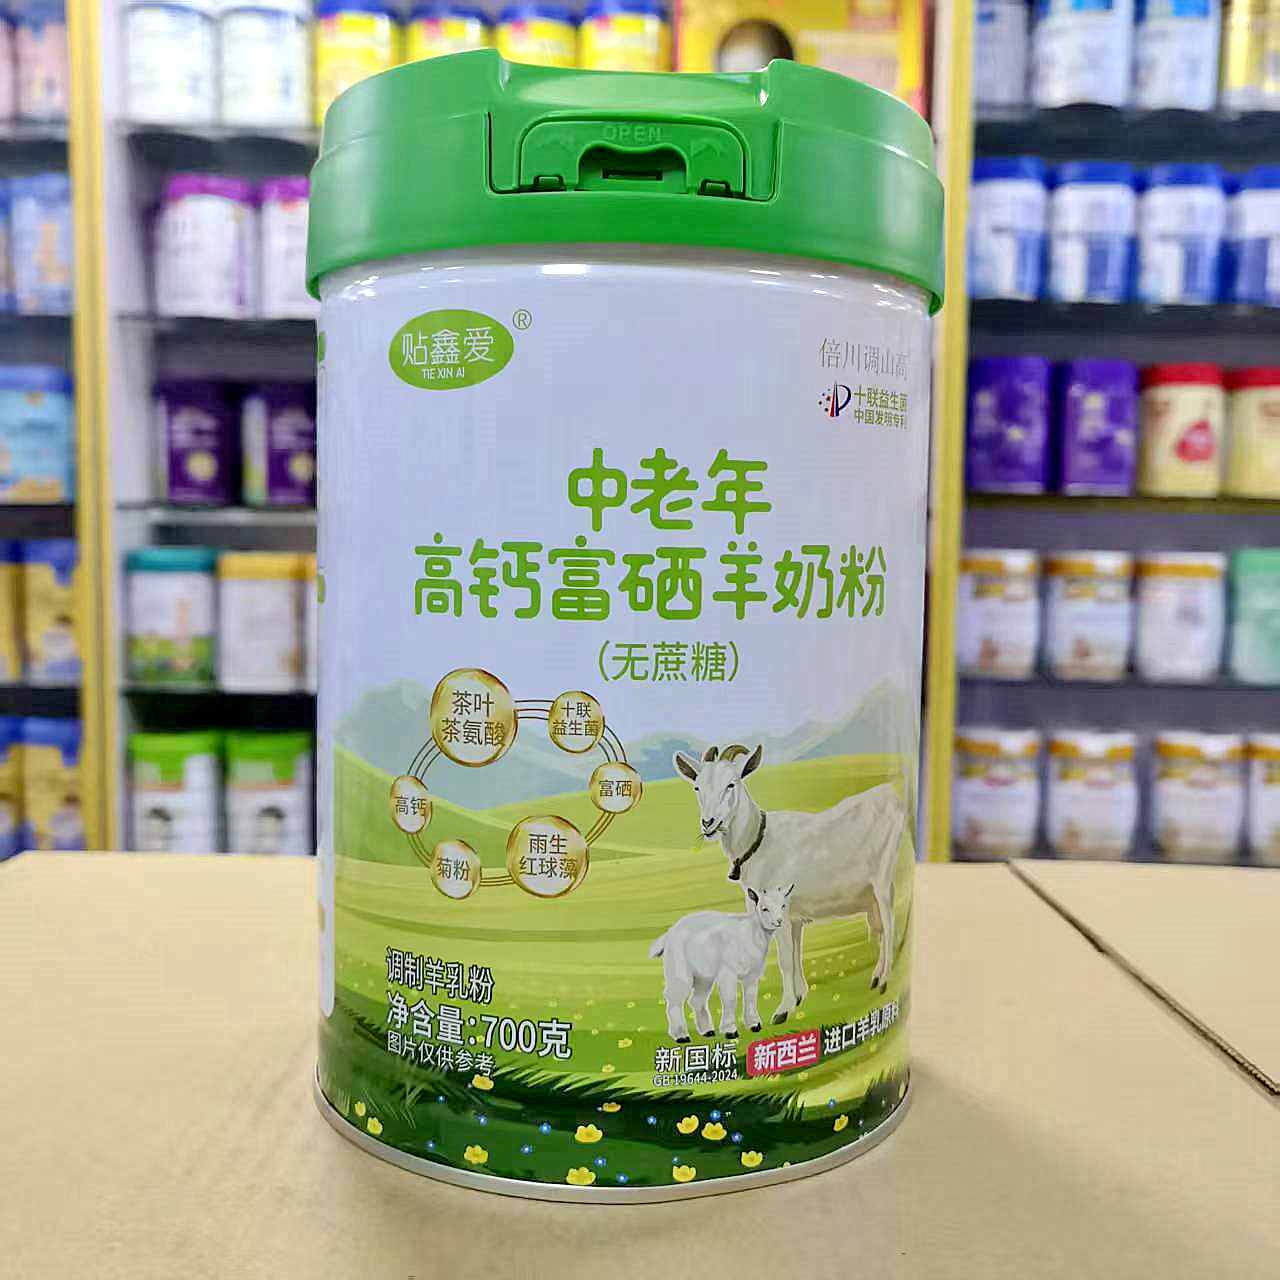 OPEN
贴鑫爱®
TIE XIN AI
倍川调山高
十联益生菌
中国发明专利
中老年
高钙富硒羊奶粉
(无蔗糖)
茶叶
茶氨酸
十联
益生菌
富硒
高钙
雨生
红球藻
菊粉
调制羊乳粉
净含量:700克
图片仅供参考
新国标
GB 19644-2024
新西兰 进口羊乳原料